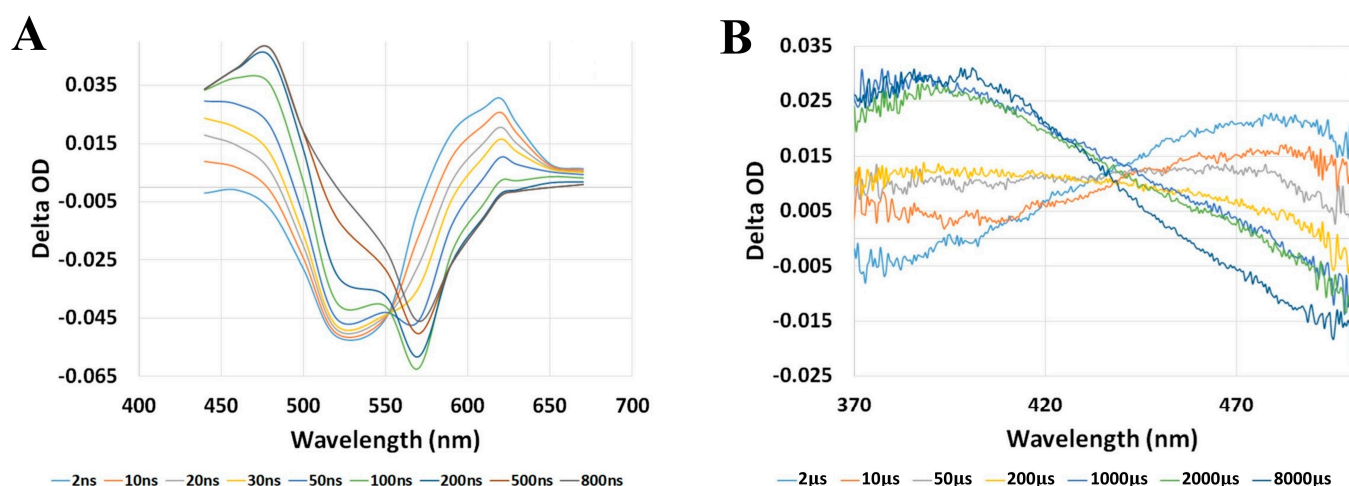 A
Delta OD
0.035
0.015
-0.005
-0.025
-0.045
-0.065
400 450 500 550 600 650 700
Wavelength (nm)
2ns 10ns 20ns 30ns 50ns 100ns 200ns 500ns 800ns
B
Delta OD
0.035
0.025
0.015
0.005
-0.005
-0.015
-0.025
370 420 470
Wavelength (nm)
2µs 10µs 50µs 200µs 1000µs 2000µs 8000µs